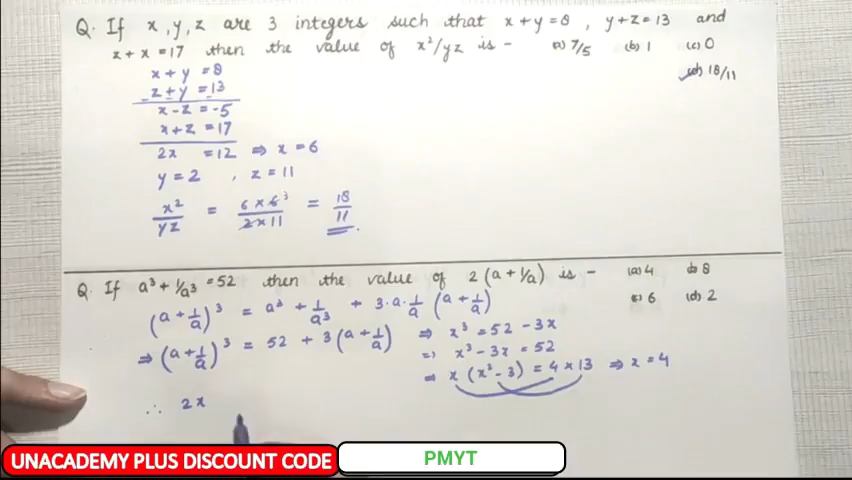 Q. If x, y, z are 3 integers such that x + y = 8, y + z = 13 and
z + x = 17 then the value of x²/yz is - (a) 7/5 (b) 1 (c) 0
(d) 18/11
x + y = 8
z + y = 13
x - z = -5
x + z = 17
2x = 12 ⇒ x = 6
y = 2 , z = 11
x²/yz = 6 × 6 3/2 × 11 = 18/11
Q. If a³ + 1/a³ = 52 then the value of 2 (a + 1/a) is - (a) 4 (b) 8
(c) 6 (d) 2
(a + 1/a)³ = a³ + 1/a³ + 3·a·1/a (a + 1/a)
⇒ (a + 1/a)³ = 52 + 3 (a + 1/a)
⇒ x³ = 52 - 3x
⇒ x³ - 3x = 52
⇒ x (x² - 3) = 4 × 13 ⇒ x = 4
∴ 2x
UNACADEMY PLUS DISCOUNT CODE PMYT